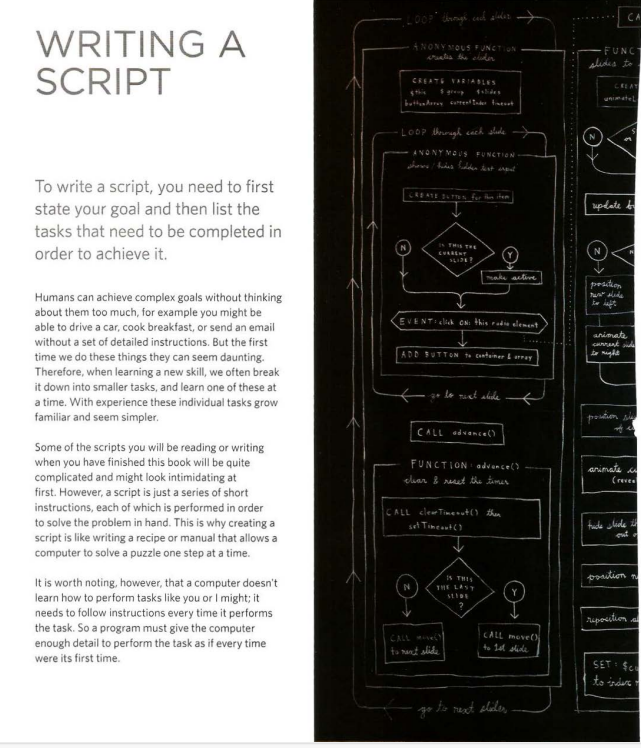 WRITING A
SCRIPT
To write a script, you need to first
state your goal and then list the
tasks that need to be completed in
order to achieve it.
Humans can achieve complex goals without thinking
about them too much, for example you might be
able to drive a car, cook breakfast, or send an email
without a set of detailed instructions. But the first
time we do these things they can seem daunting.
Therefore, when learning a new skill, we often break
it down into smaller tasks, and learn one of these at
a time. With experience these individual tasks grow
familiar and seem simpler.
Some of the scripts you will be reading or writing
when you have finished this book will be quite
complicated and might look intimidating at
first. However, a script is just a series of short
instructions, each of which is performed in order
to solve the problem in hand. This is why creating a
script is like writing a recipe or manual that allows a
computer to solve a puzzle one step at a time.
It is worth noting, however, that a computer doesn't
learn how to perform tasks like you or I might; it
needs to follow instructions every time it performs
the task. So a program must give the computer
enough detail to perform the task as if every time
were its first time.
LOOP through each slider
ANONYMOUS FUNCTION
creates the slider
CREATE VARIABLES
$this $group $slides
buttonArray currentIndex timeout
LOOP through each slide
ANONYMOUS FUNCTION
shows / hides hidden text input
CREATE BUTTON for this item
IS THIS THE
CURRENT
SLIDE?
N
Y
make active
EVENT: click ON: this radio element
ADD BUTTON to container & array
go to next slide
CALL advance()
FUNCTION: advance()
clear & reset the timer
CALL clearTimeout() then
setTimeout()
IS THIS
THE LAST
SLIDE
?
N
Y
CALL move()
to next slide
CALL move()
to 1st slide
go to next slider
CA
FUNCT
slides to
CREAT
animateL
N
or
update bu
N
position
new slide
to left
animate
current slide
to right
position
animate cu
(revea
hide slide
out
position n
reposition
SET: $cu
to index